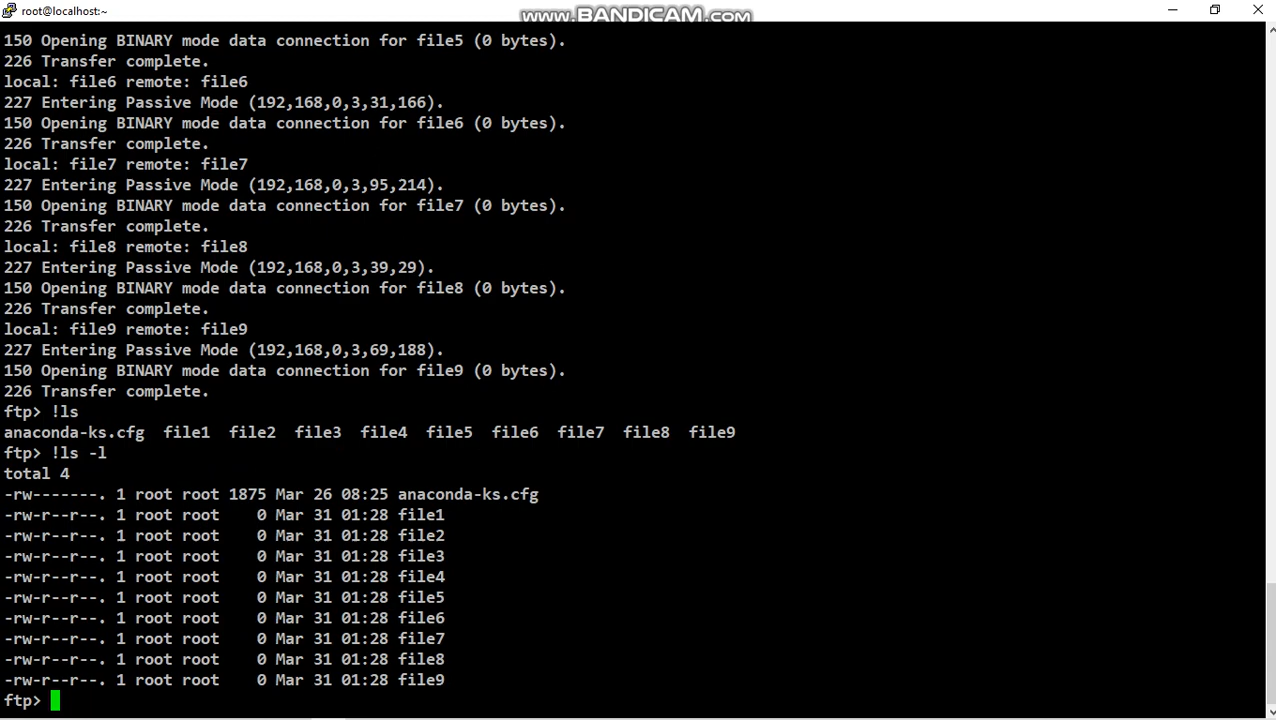 root@localhost:~
www.BANDICAM.com
150 Opening BINARY mode data connection for file5 (0 bytes).
226 Transfer complete.
local: file6 remote: file6
227 Entering Passive Mode (192,168,0,3,31,166).
150 Opening BINARY mode data connection for file6 (0 bytes).
226 Transfer complete.
local: file7 remote: file7
227 Entering Passive Mode (192,168,0,3,95,214).
150 Opening BINARY mode data connection for file7 (0 bytes).
226 Transfer complete.
local: file8 remote: file8
227 Entering Passive Mode (192,168,0,3,39,29).
150 Opening BINARY mode data connection for file8 (0 bytes).
226 Transfer complete.
local: file9 remote: file9
227 Entering Passive Mode (192,168,0,3,69,188).
150 Opening BINARY mode data connection for file9 (0 bytes).
226 Transfer complete.
ftp> !ls
anaconda-ks.cfg  file1  file2  file3  file4  file5  file6  file7  file8  file9
ftp> !ls -l
total 4
-rw-------. 1 root root 1875 Mar 26 08:25 anaconda-ks.cfg
-rw-r--r--. 1 root root    0 Mar 31 01:28 file1
-rw-r--r--. 1 root root    0 Mar 31 01:28 file2
-rw-r--r--. 1 root root    0 Mar 31 01:28 file3
-rw-r--r--. 1 root root    0 Mar 31 01:28 file4
-rw-r--r--. 1 root root    0 Mar 31 01:28 file5
-rw-r--r--. 1 root root    0 Mar 31 01:28 file6
-rw-r--r--. 1 root root    0 Mar 31 01:28 file7
-rw-r--r--. 1 root root    0 Mar 31 01:28 file8
-rw-r--r--. 1 root root    0 Mar 31 01:28 file9
ftp>